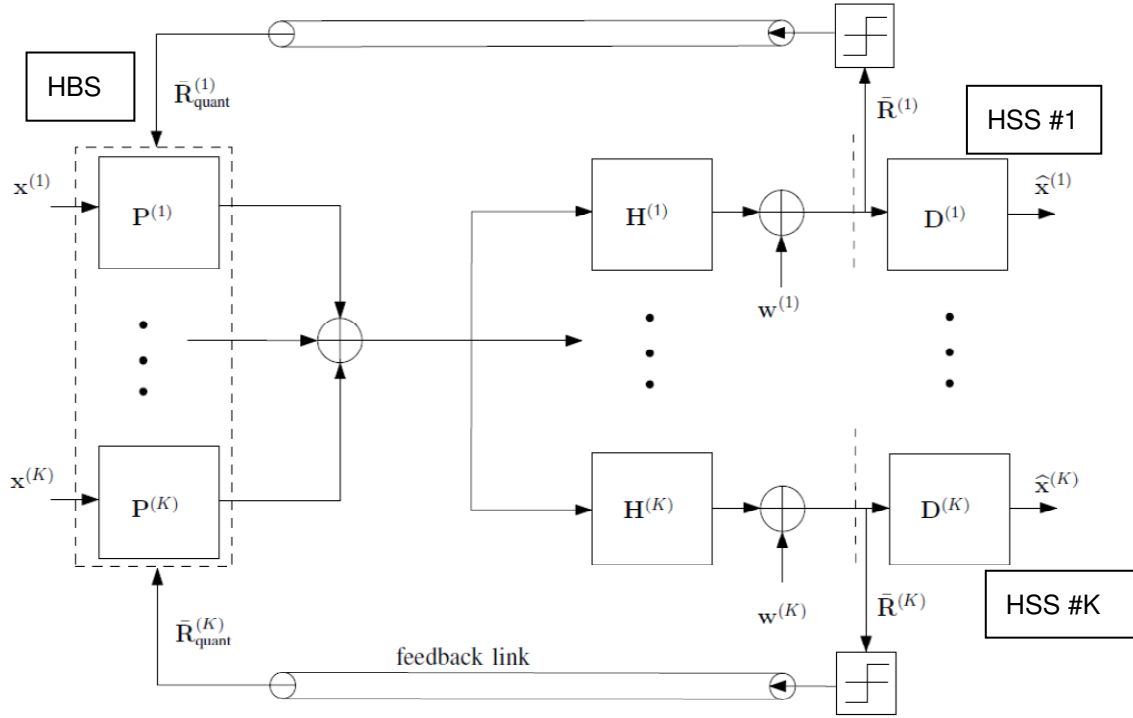 HBS
R̄⁽¹⁾quant
R̄⁽¹⁾
HSS #1
x⁽¹⁾
P⁽¹⁾
H⁽¹⁾
D⁽¹⁾
x̂⁽¹⁾
w⁽¹⁾
x⁽ᴷ⁾
P⁽ᴷ⁾
H⁽ᴷ⁾
D⁽ᴷ⁾
x̂⁽ᴷ⁾
w⁽ᴷ⁾
R̄⁽ᴷ⁾
HSS #K
R̄⁽ᴷ⁾quant
feedback link